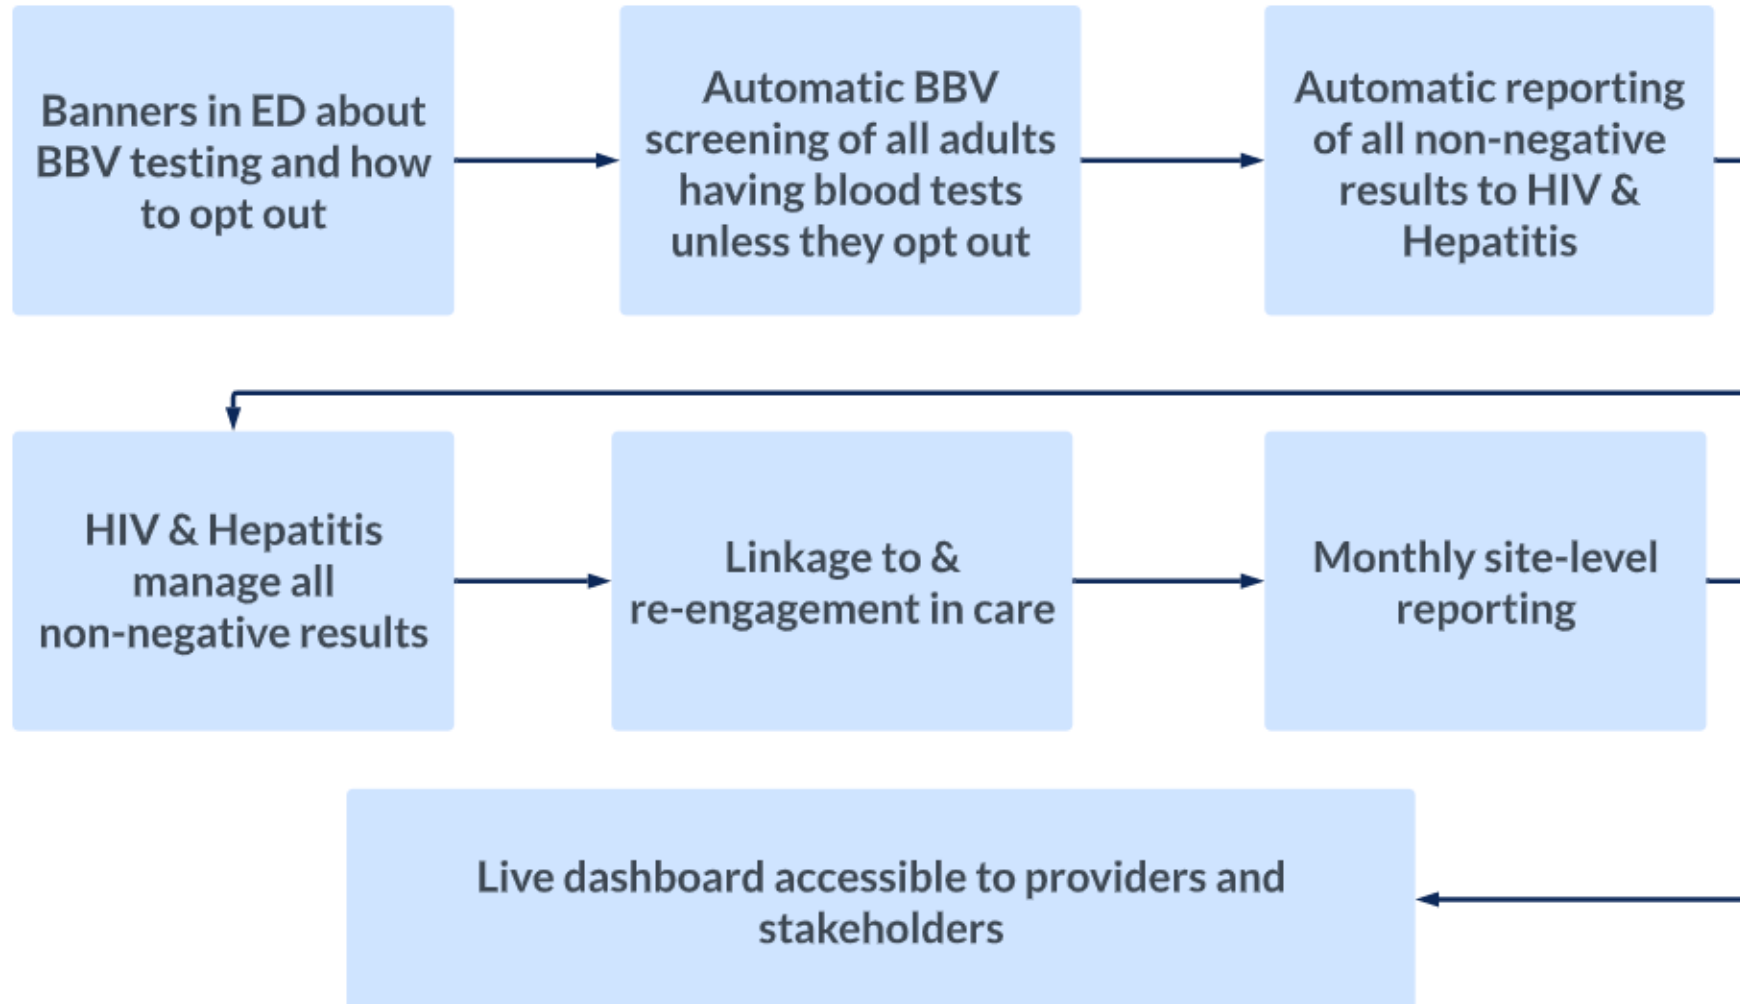 Banners in ED about
BBV testing and how
to opt out
Automatic BBV
screening of all adults
having blood tests
unless they opt out
Automatic reporting
of all non-negative
results to HIV &
Hepatitis
HIV & Hepatitis
manage all
non-negative results
Linkage to &
re-engagement in care
Monthly site-level
reporting
Live dashboard accessible to providers and
stakeholders